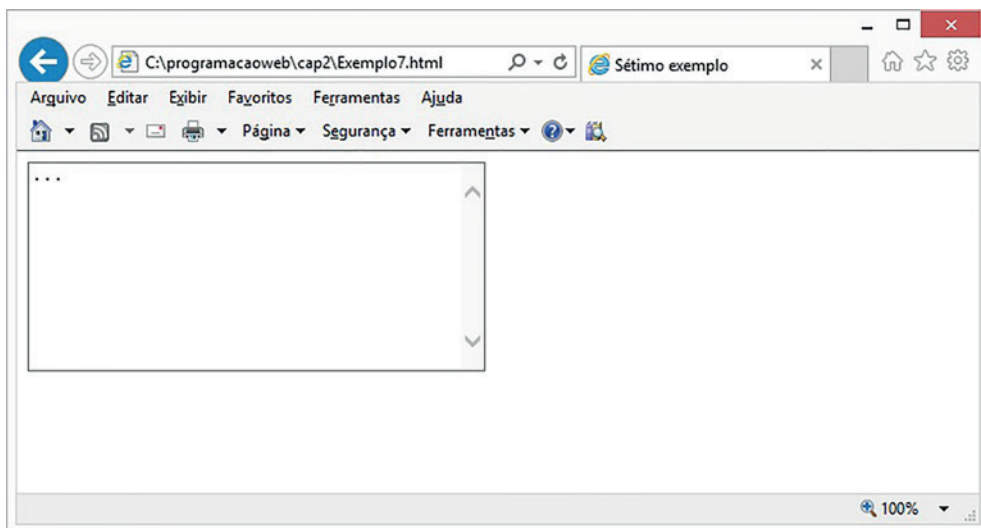 C:\programacaoweb\cap2\Exemplo7.html
Sétimo exemplo
Arquivo Editar Exibir Favoritos Ferramentas Ajuda
Página Segurança Ferramentas
...
100%